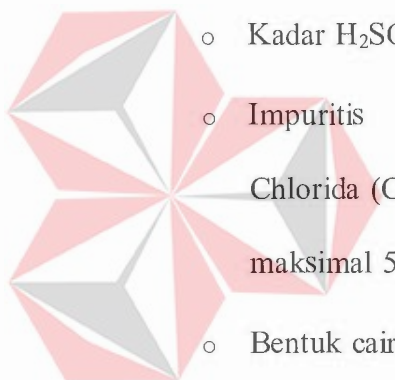 ○ Kadar H₂SO
○ Impuritis
Chlorida (C
maksimal 5
○ Bentuk cair